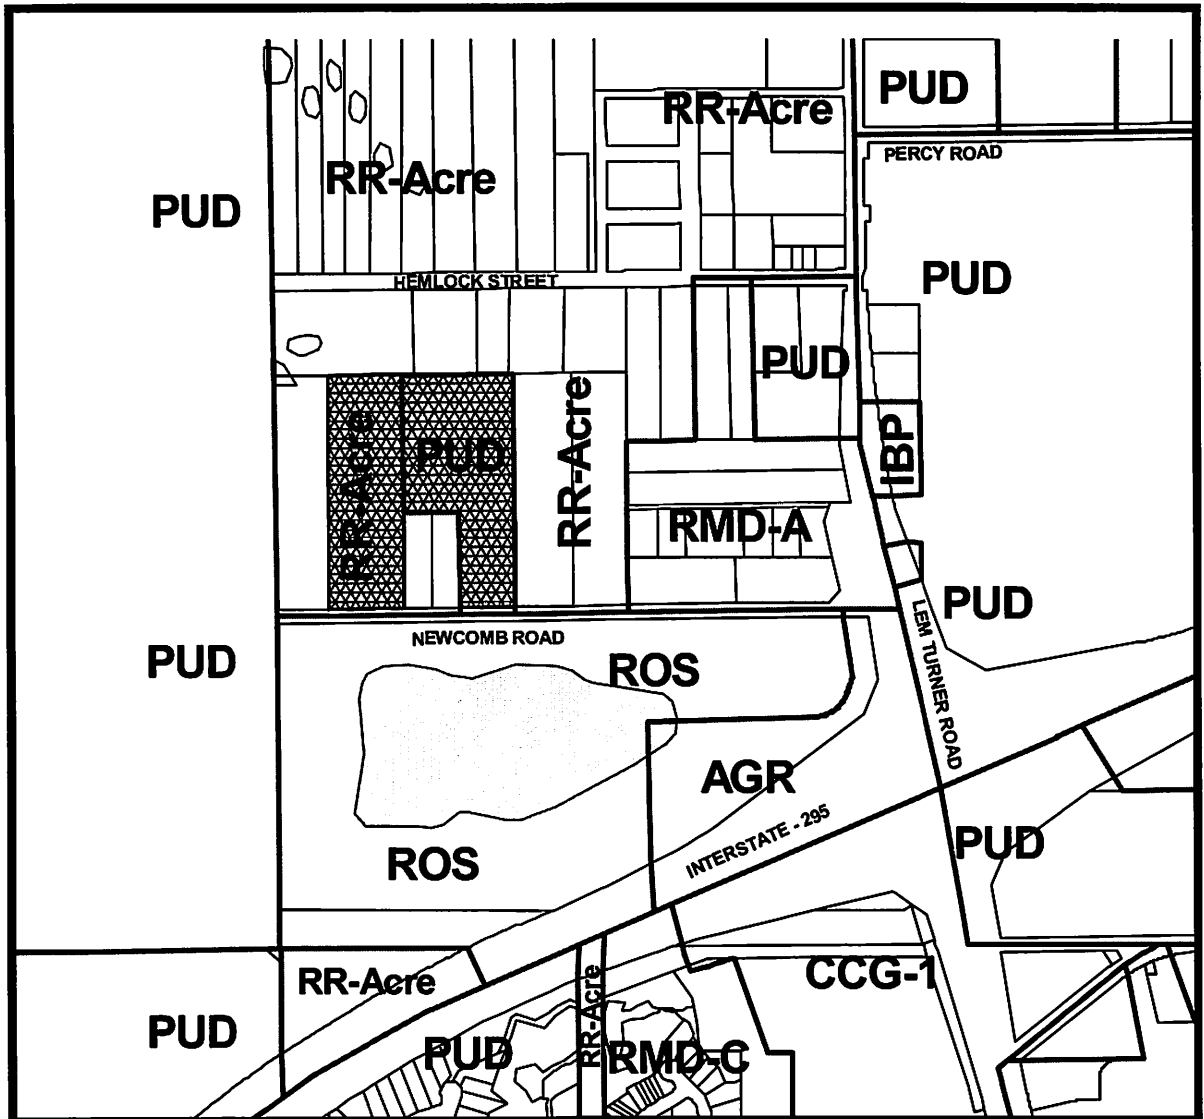 PUD
RR-Acre
PERCY ROAD
RR-Acre
PUD
PUD
HEMLOCK STREET
PUD
RR-Acre
PUD
RR-Acre
IBP
RMD-A
PUD
LEM TURNER ROAD
NEWCOMB ROAD
PUD
ROS
AGR
INTERSTATE - 295
PUD
ROS
RR-Acre
RR-Acre
CCG-1
PUD
PUD
RMD-C